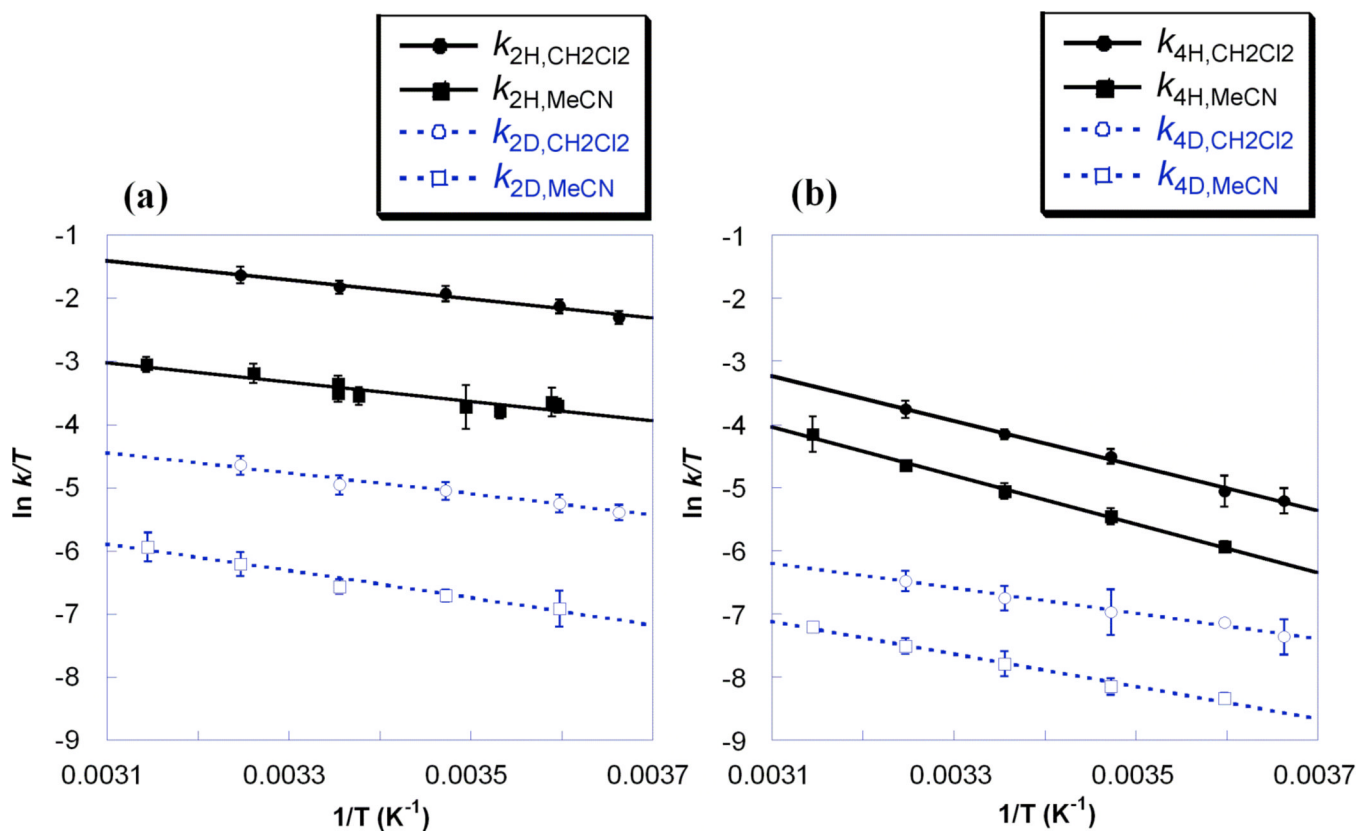 k2H,CH2Cl2
k2H,MeCN
k2D,CH2Cl2
k2D,MeCN
(a)
-1
-2
-3
-4
-5
-6
-7
-8
-9
ln k/T
0.0031
0.0033
0.0035
0.0037
1/T (K-1)
k4H,CH2Cl2
k4H,MeCN
k4D,CH2Cl2
k4D,MeCN
(b)
-1
-2
-3
-4
-5
-6
-7
-8
-9
ln k/T
0.0031
0.0033
0.0035
0.0037
1/T (K-1)